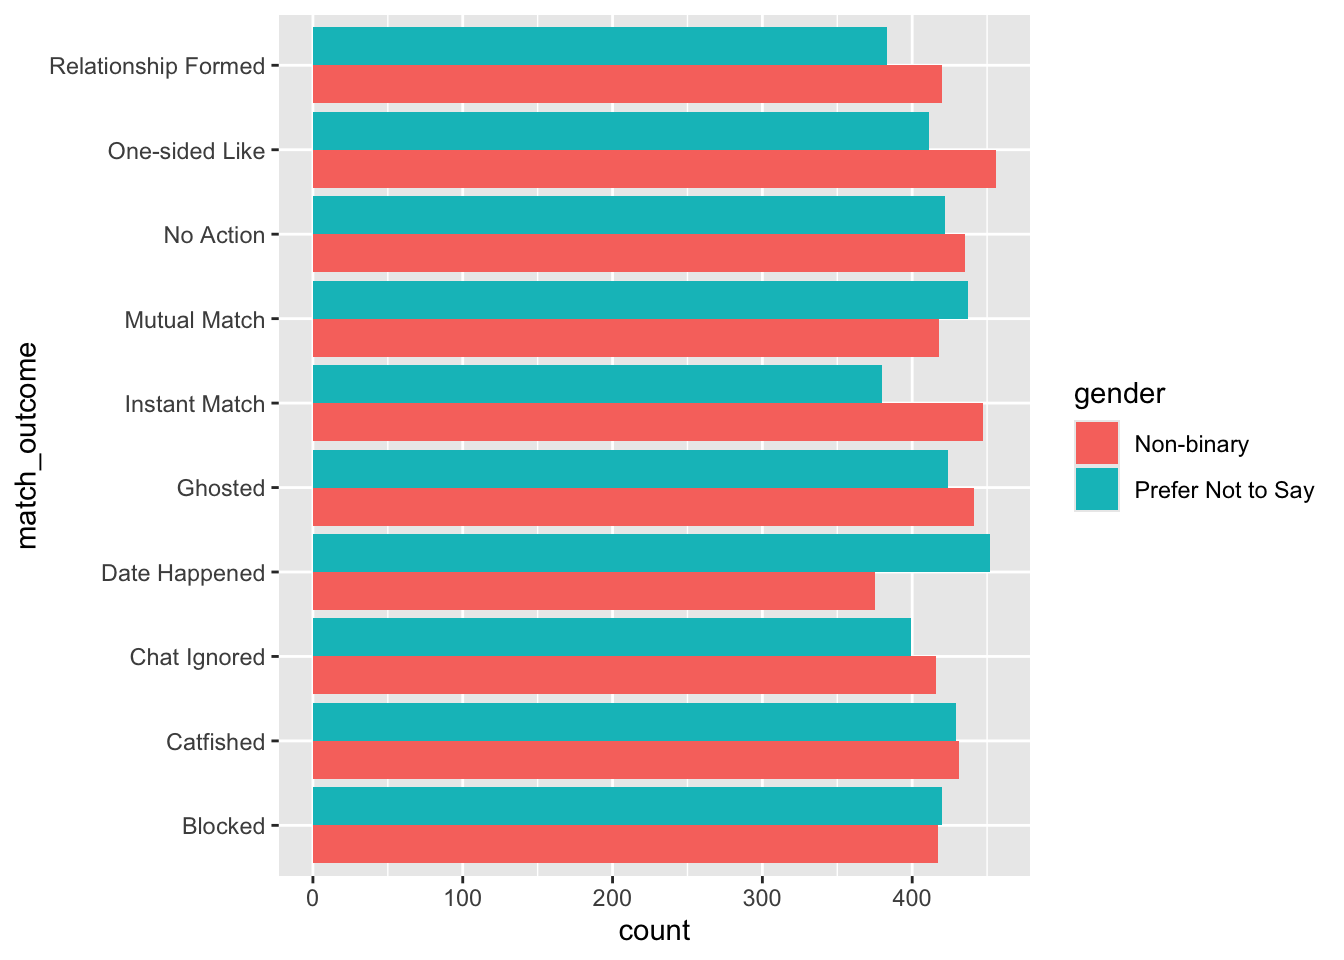 Relationship Formed
One-sided Like
No Action
Mutual Match
Instant Match
Ghosted
Date Happened
Chat Ignored
Catfished
Blocked
match_outcome
0 100 200 300 400
count
gender
Non-binary
Prefer Not to Say